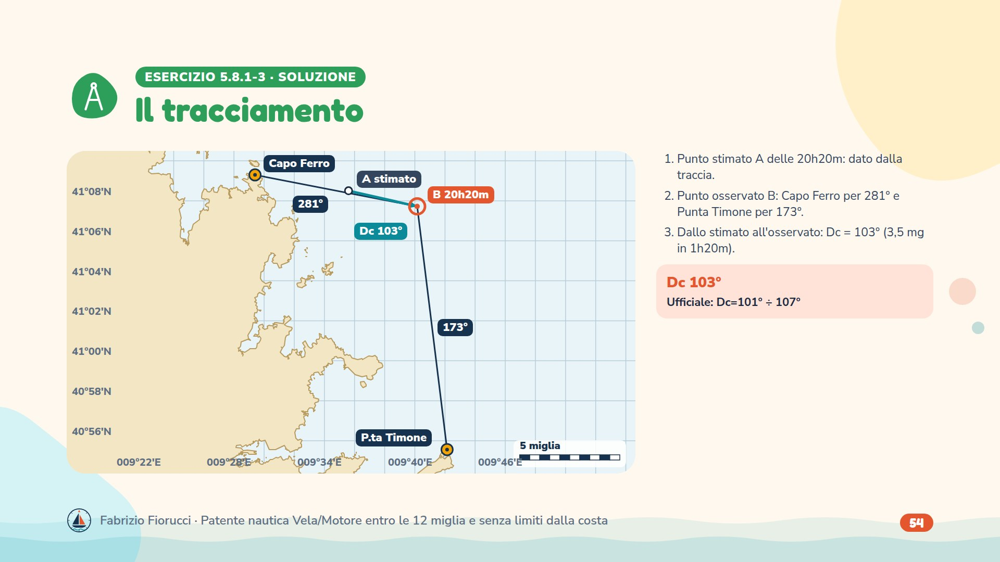 ESERCIZIO 5.8.1-3 · SOLUZIONE
Il tracciamento
Capo Ferro
A stimato
B 20h20m
281°
Dc 103°
173°
P.ta Timone
5 miglia
41°08'N
41°06'N
41°04'N
41°02'N
41°00'N
40°58'N
40°56'N
009°22'E
009°28'E
009°34'E
009°40'E
009°46'E
1. Punto stimato A delle 20h20m: dato dalla
traccia.
2. Punto osservato B: Capo Ferro per 281° e
Punta Timone per 173°.
3. Dallo stimato all'osservato: Dc = 103° (3,5 mg
in 1h20m).
Dc 103°
Ufficiale: Dc=101° ÷ 107°
Fabrizio Fiorucci · Patente nautica Vela/Motore entro le 12 miglia e senza limiti dalla costa
54